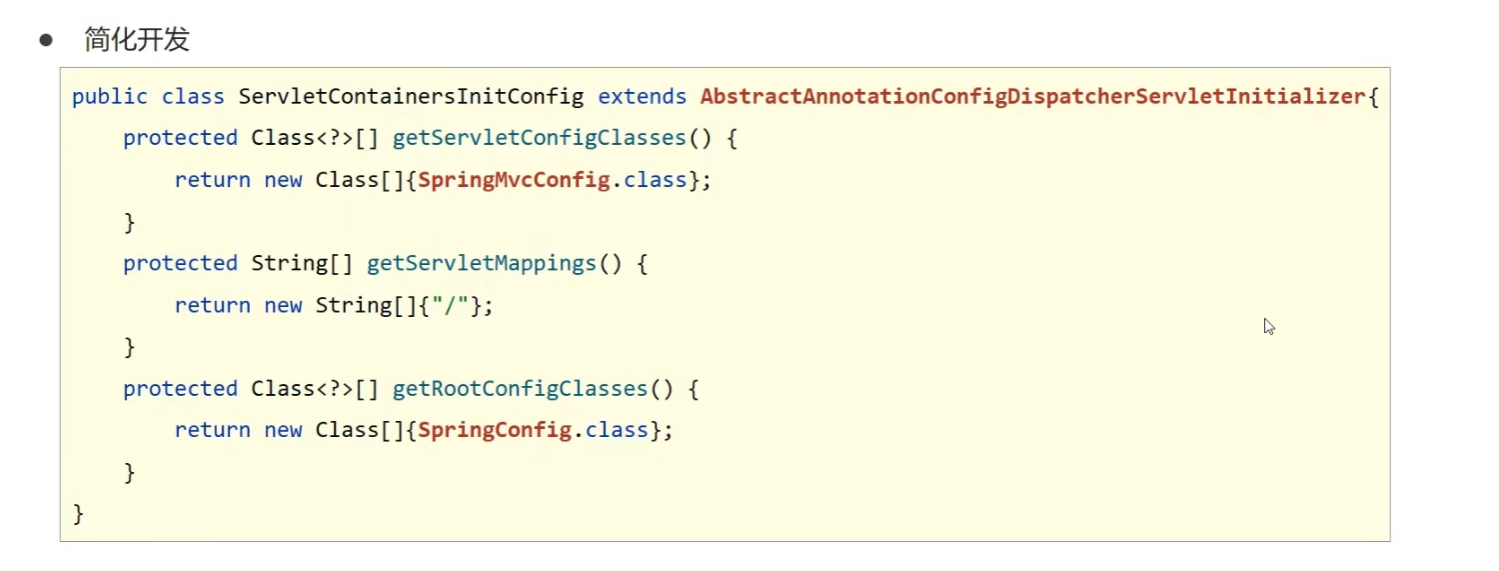 ● 简化开发
public class ServletContainersInitConfig extends AbstractAnnotationConfigDispatcherServletInitializer{
    protected Class<?>[] getServletConfigClasses() {
        return new Class[]{SpringMvcConfig.class};
    }
    protected String[] getServletMappings() {
        return new String[]{"/"};
    }
    protected Class<?>[] getRootConfigClasses() {
        return new Class[]{SpringConfig.class};
    }
}